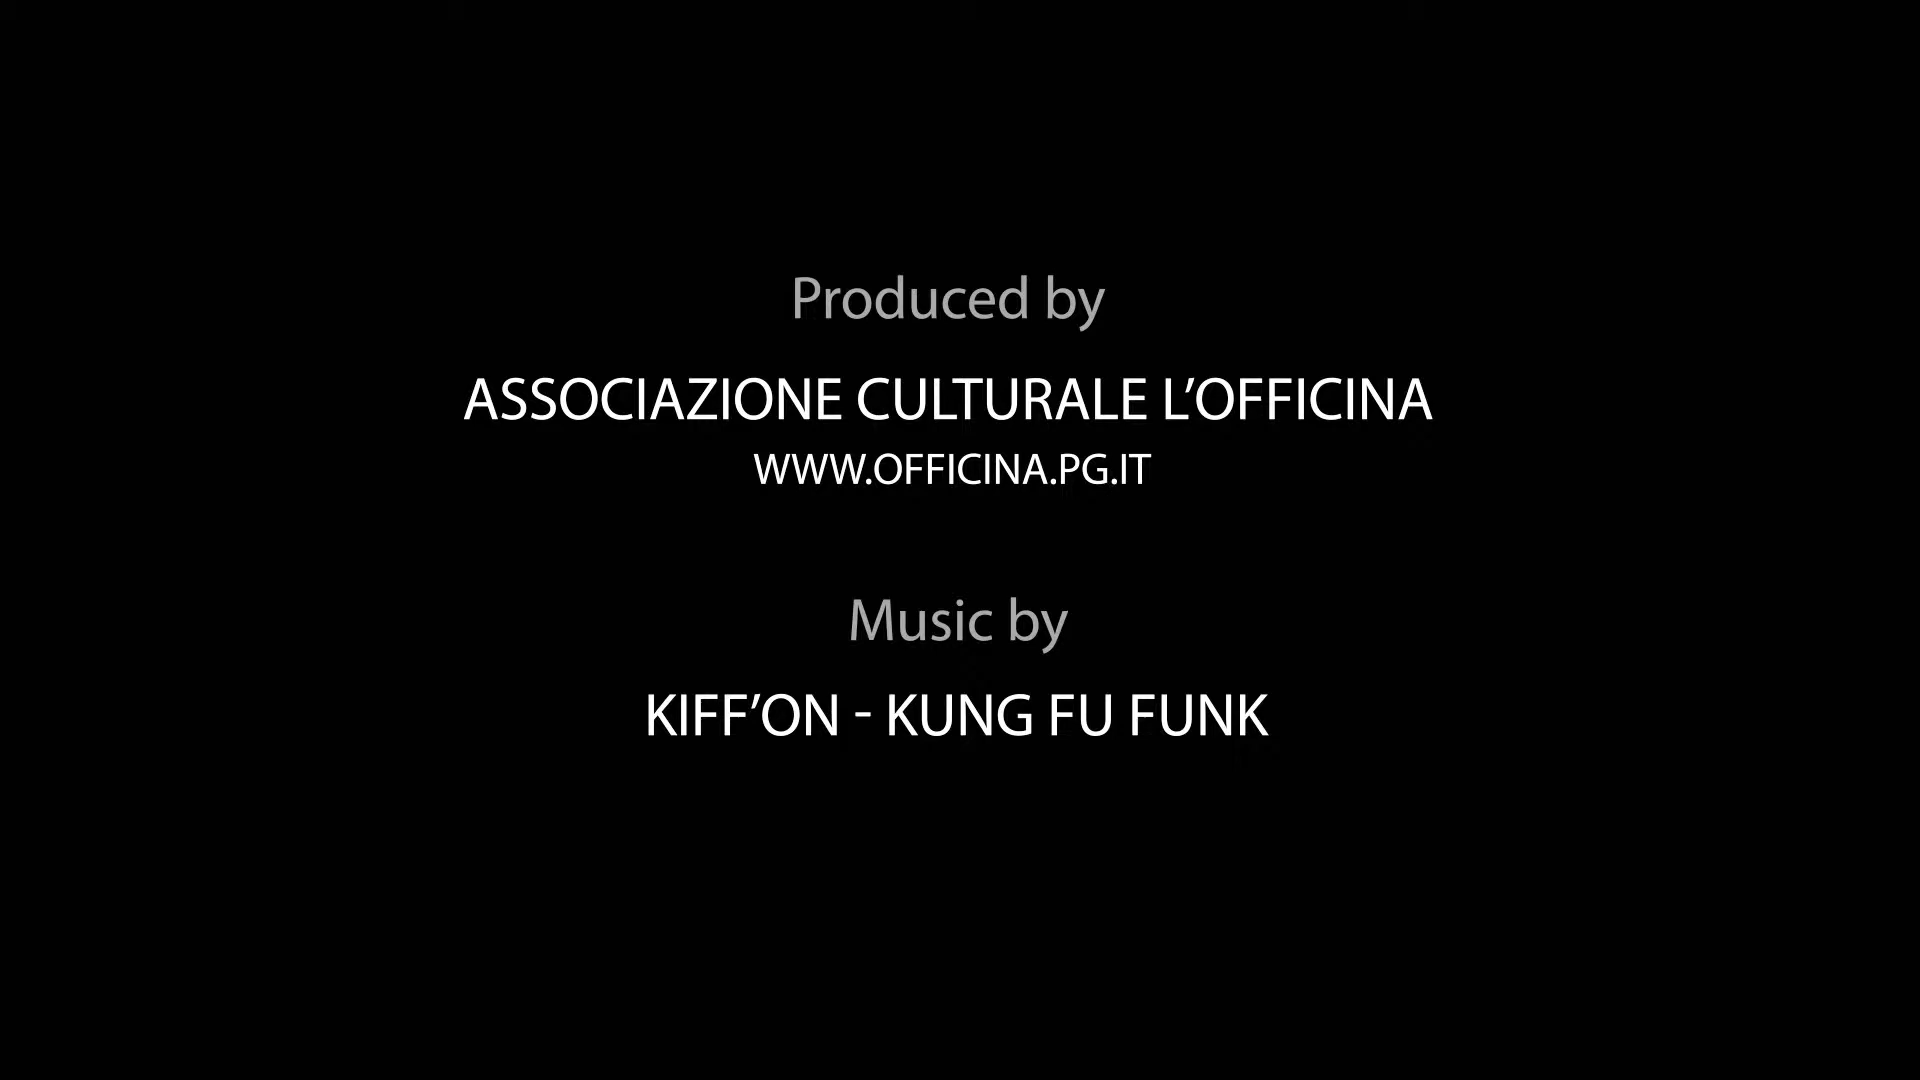 Produced by
ASSOCIAZIONE CULTURALE L’OFFICINA
WWW.OFFICINA.PG.IT
Music by
KIFF’ON - KUNG FU FUNK